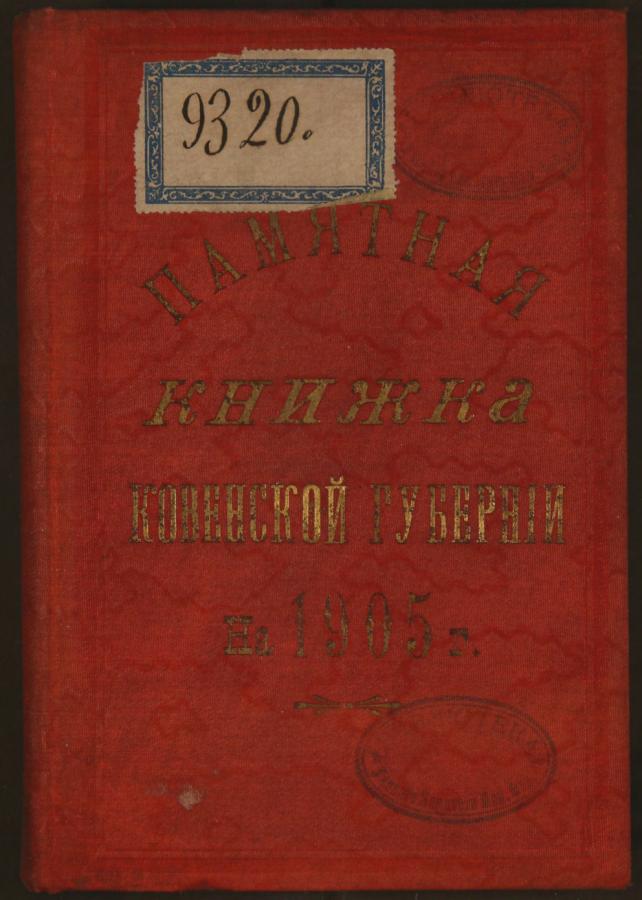 9320.
ПАМЯТНАЯ
КНИЖКА
КОВЕНСКОЙ ГУБЕРНІИ
На 1905 г.